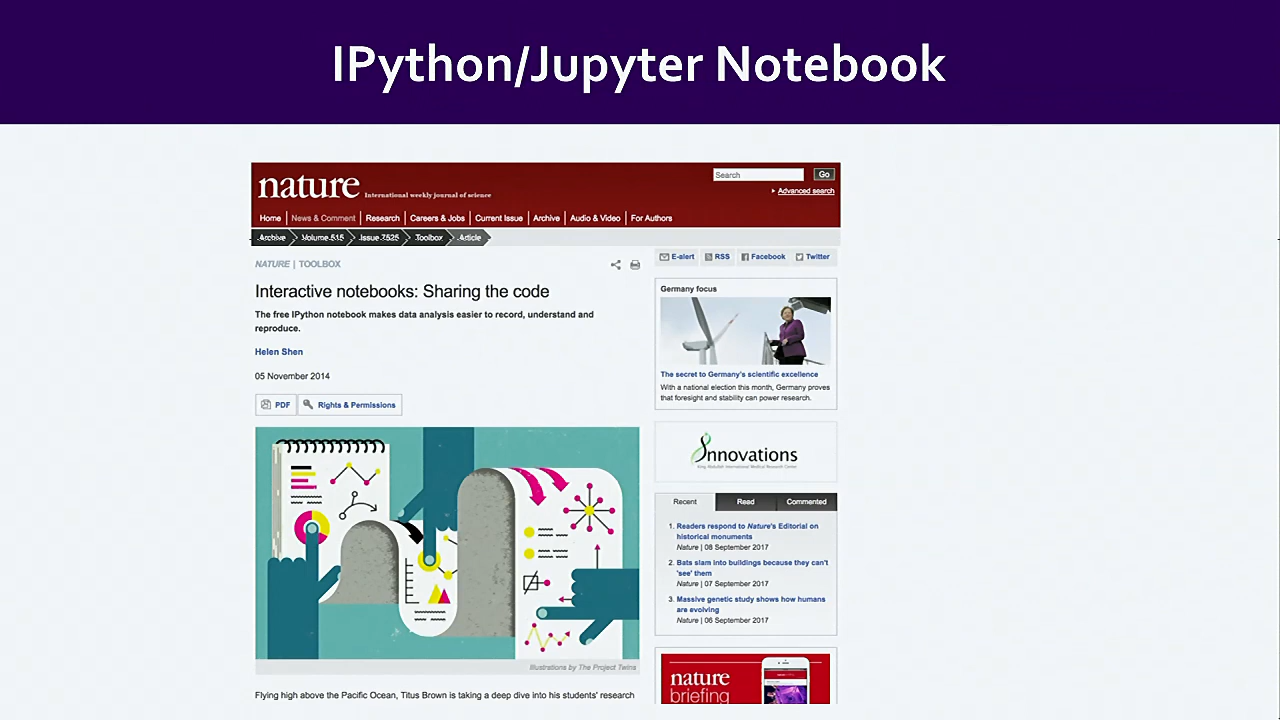 IPython/Jupyter Notebook
nature International weekly journal of science
Search Go
Advanced search
Home News & Comment Research Careers & Jobs Current Issue Archive Audio & Video For Authors
Archive Volume 515 Issue 7525 Toolbox Article
NATURE | TOOLBOX
Interactive notebooks: Sharing the code
The free IPython notebook makes data analysis easier to record, understand and
reproduce.
Helen Shen
05 November 2014
PDF Rights & Permissions
Illustrations by The Project Twins
Flying high above the Pacific Ocean, Titus Brown is taking a deep dive into his students' research
E-alert RSS Facebook Twitter
Germany focus
The secret to Germany's scientific excellence
With a national election this month, Germany proves
that foresight and stability can power research.
Innovations
King Abdullah International Medical Research Center
Recent Read Commented
1. Readers respond to Nature's Editorial on
historical monuments
Nature | 08 September 2017
2. Bats slam into buildings because they can't
'see' them
Nature | 07 September 2017
3. Massive genetic study shows how humans
are evolving
Nature | 06 September 2017
nature
briefing